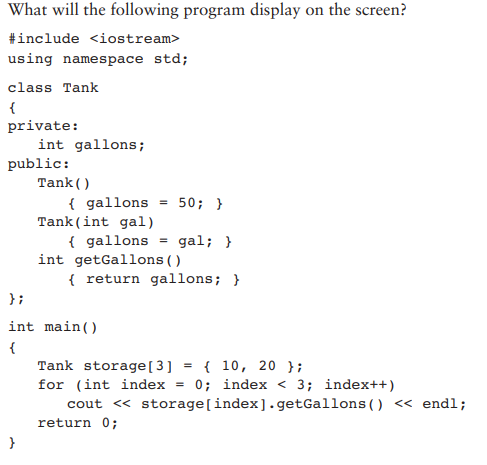 What will the following program display on the screen?
#include <iostream>
using namespace std;
class Tank
{
private:
    int gallons;
public:
    Tank()
        { gallons = 50; }
    Tank(int gal)
        { gallons = gal; }
    int getGallons()
        { return gallons; }
};
int main()
{
    Tank storage[3] = { 10, 20 };
    for (int index = 0; index < 3; index++)
        cout << storage[index].getGallons() << endl;
    return 0;
}